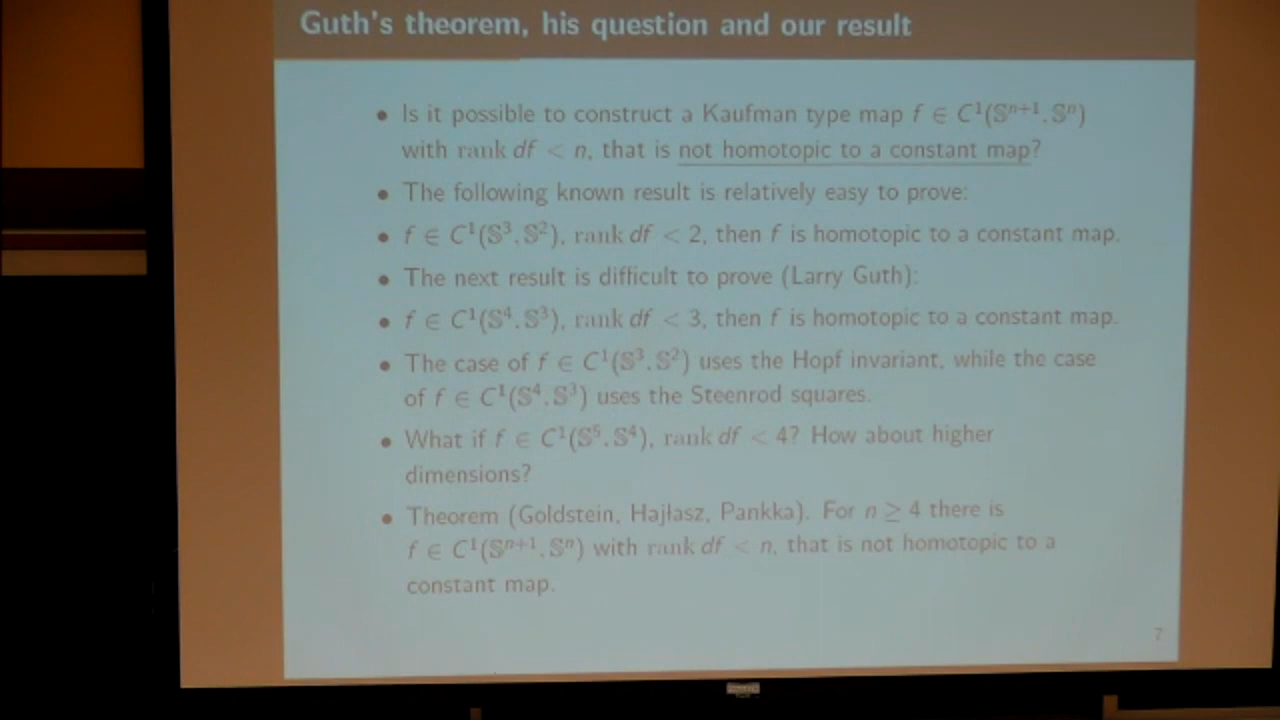 Guth's theorem, his question and our result
• Is it possible to construct a Kaufman type map f ∈ C¹(𝕊ⁿ⁺¹, 𝕊ⁿ)
with rank df < n, that is not homotopic to a constant map?
• The following known result is relatively easy to prove:
• f ∈ C¹(𝕊³, 𝕊²), rank df < 2, then f is homotopic to a constant map.
• The next result is difficult to prove (Larry Guth):
• f ∈ C¹(𝕊⁴, 𝕊³), rank df < 3, then f is homotopic to a constant map.
• The case of f ∈ C¹(𝕊³, 𝕊²) uses the Hopf invariant, while the case
of f ∈ C¹(𝕊⁴, 𝕊³) uses the Steenrod squares.
• What if f ∈ C¹(𝕊⁵, 𝕊⁴), rank df < 4? How about higher
dimensions?
• Theorem (Goldstein, Hajłasz, Pankka). For n ≥ 4 there is
f ∈ C¹(𝕊ⁿ⁺¹, 𝕊ⁿ) with rank df < n, that is not homotopic to a
constant map.
7